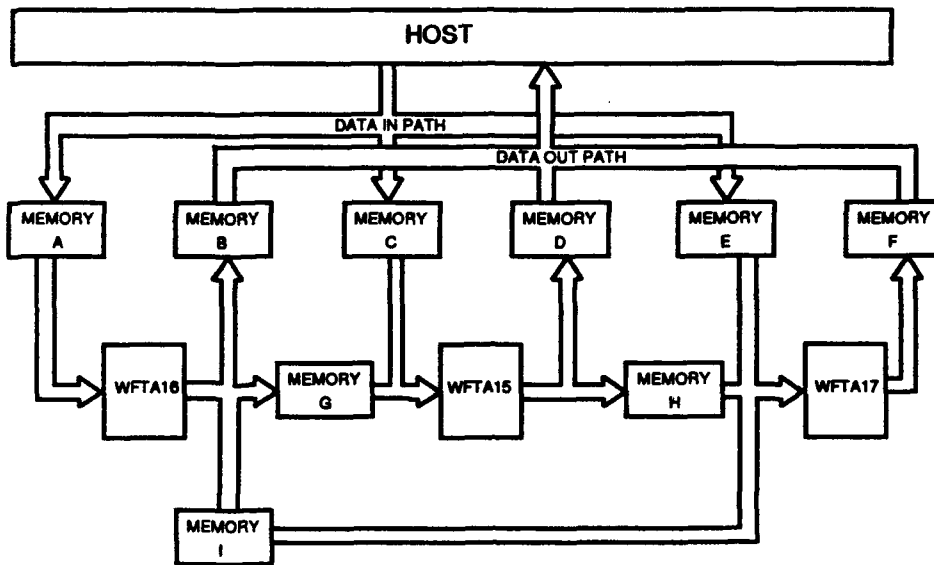 HOST
DATA IN PATH
DATA OUT PATH
MEMORY
A
MEMORY
B
MEMORY
C
MEMORY
D
MEMORY
E
MEMORY
F
WFTA16
MEMORY
G
WFTA15
MEMORY
H
WFTA17
MEMORY
I